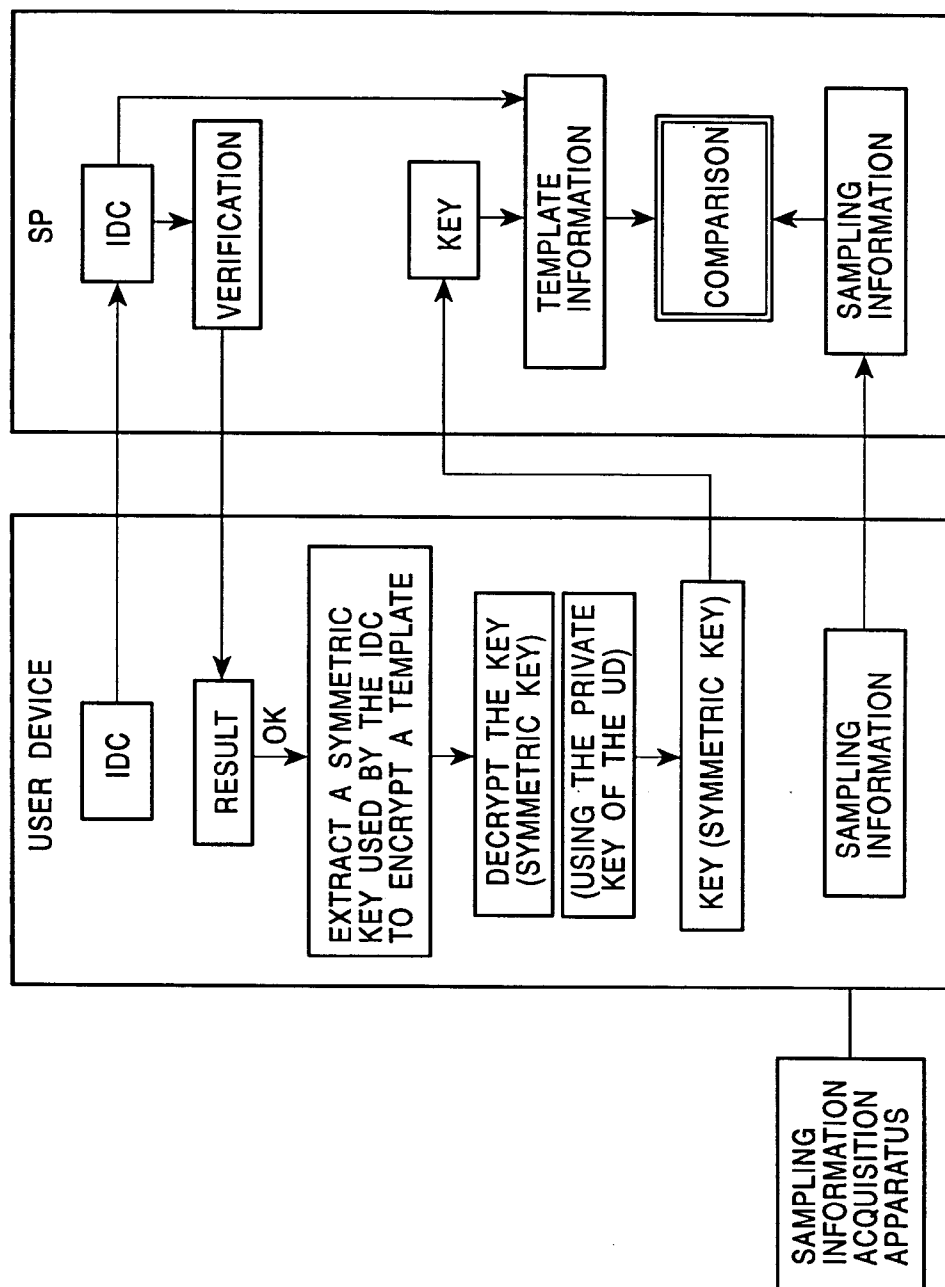 USER DEVICE
IDC
RESULT
OK
EXTRACT A SYMMETRIC
KEY USED BY THE IDC
TO ENCRYPT A TEMPLATE
DECRYPT THE KEY
(SYMMETRIC KEY)
(USING THE PRIVATE
KEY OF THE UD)
KEY (SYMMETRIC KEY)
SAMPLING
INFORMATION
SP
IDC
VERIFICATION
KEY
TEMPLATE
INFORMATION
COMPARISON
SAMPLING
INFORMATION
SAMPLING
INFORMATION
ACQUISITION
APPARATUS